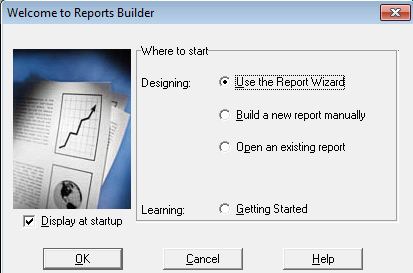 Welcome to Reports Builder
Where to start
Designing:
Use the Report Wizard
Build a new report manually
Open an existing report
Learning:
Getting Started
Display at startup
OK
Cancel
Help